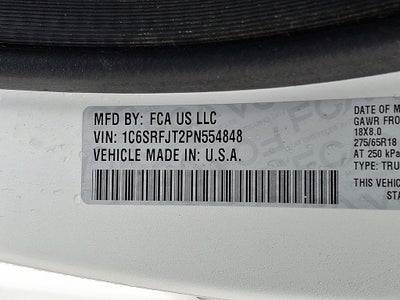 MFD BY: FCA US LLC
VIN: 1C6SRFJT2PN554848
VEHICLE MADE IN: U.S.A.
DATE OF M
GAWR FRO
18X8.0
275/65R18
AT 250 kPa
TYPE: TRU
THIS VEHIC
STA